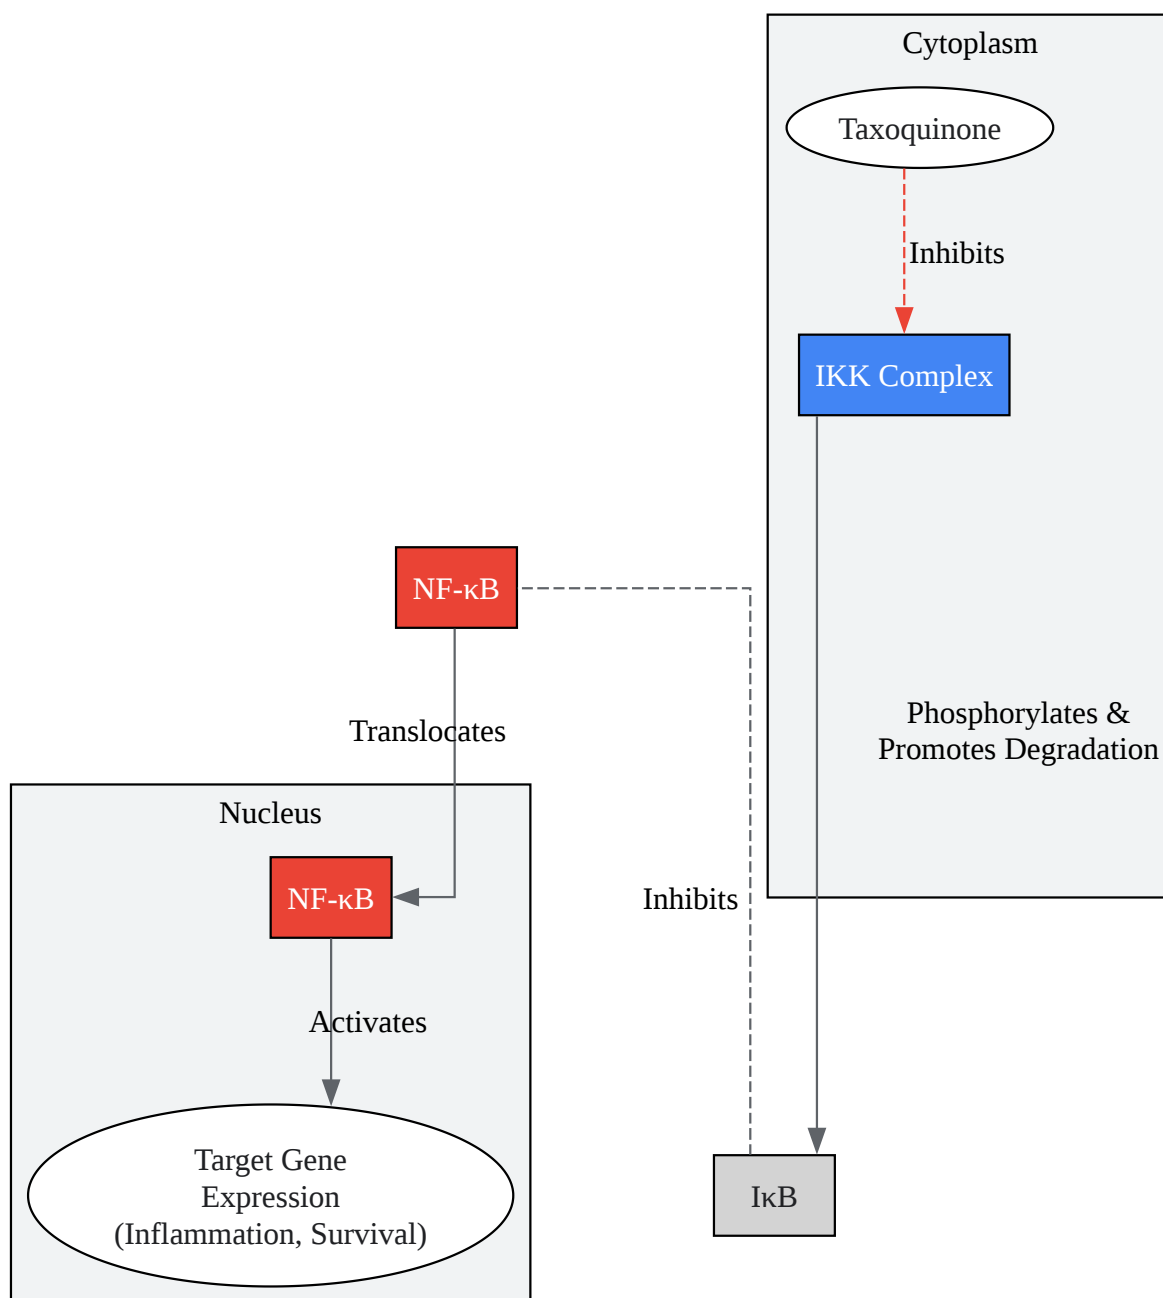 Cytoplasm
Taxoquinone
Inhibits
IKK Complex
NF-κB
Translocates
Phosphorylates &
Promotes Degradation
Nucleus
NF-κB
Inhibits
Activates
Target Gene
Expression
(Inflammation, Survival)
IκB